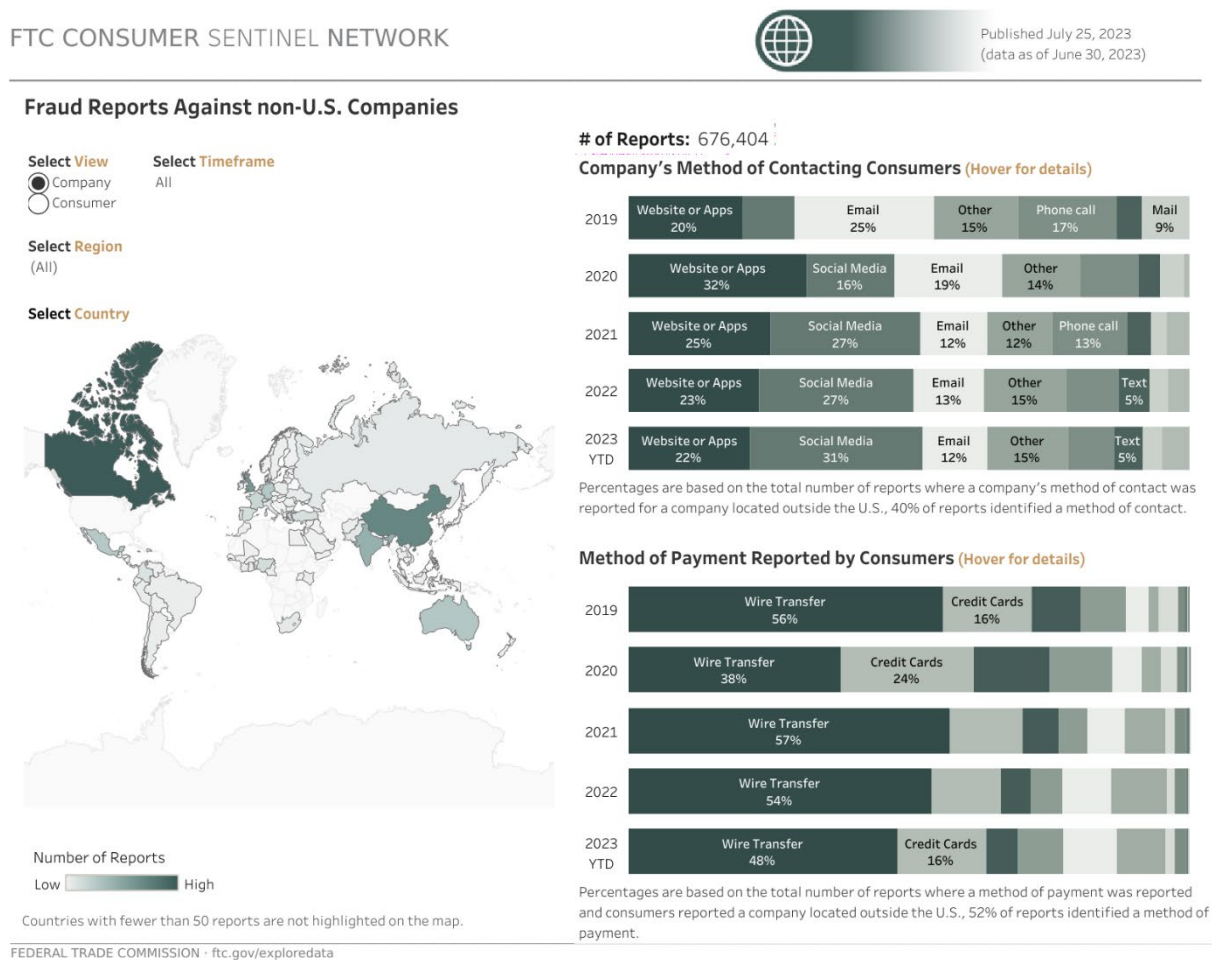 FTC CONSUMER SENTINEL NETWORK
Published July 25, 2023
(data as of June 30, 2023)
Fraud Reports Against non-U.S. Companies
Select View
Company
Consumer
Select Timeframe
All
Select Region
(All)
Select Country
Number of Reports
Low
High
Countries with fewer than 50 reports are not highlighted on the map.
# of Reports: 676,404
Company's Method of Contacting Consumers (Hover for details)
2019
Website or Apps
20%
Email
25%
Other
15%
Phone call
17%
Mail
9%
2020
Website or Apps
32%
Social Media
16%
Email
19%
Other
14%
2021
Website or Apps
25%
Social Media
27%
Email
12%
Other
12%
Phone call
13%
2022
Website or Apps
23%
Social Media
27%
Email
13%
Other
15%
Text
5%
2023
YTD
Website or Apps
22%
Social Media
31%
Email
12%
Other
15%
Text
5%
Percentages are based on the total number of reports where a company's method of contact was
reported for a company located outside the U.S., 40% of reports identified a method of contact.
Method of Payment Reported by Consumers (Hover for details)
2019
Wire Transfer
56%
Credit Cards
16%
2020
Wire Transfer
38%
Credit Cards
24%
2021
Wire Transfer
57%
2022
Wire Transfer
54%
2023
YTD
Wire Transfer
48%
Credit Cards
16%
Percentages are based on the total number of reports where a method of payment was reported
and consumers reported a company located outside the U.S., 52% of reports identified a method of
payment.
FEDERAL TRADE COMMISSION · ftc.gov/exploredata